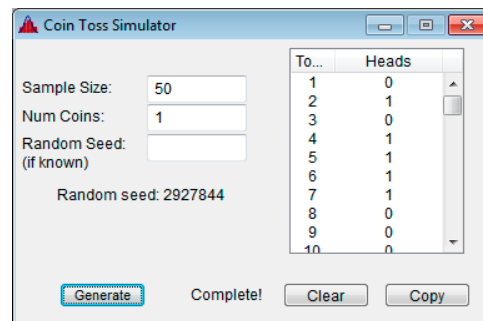 Coin Toss Simulator
Sample Size: 50
Num Coins: 1
Random Seed:
(if known)
Random seed: 2927844
To... Heads
1 0
2 1
3 0
4 1
5 1
6 1
7 1
8 0
9 0
10 0
Generate Complete! Clear Copy